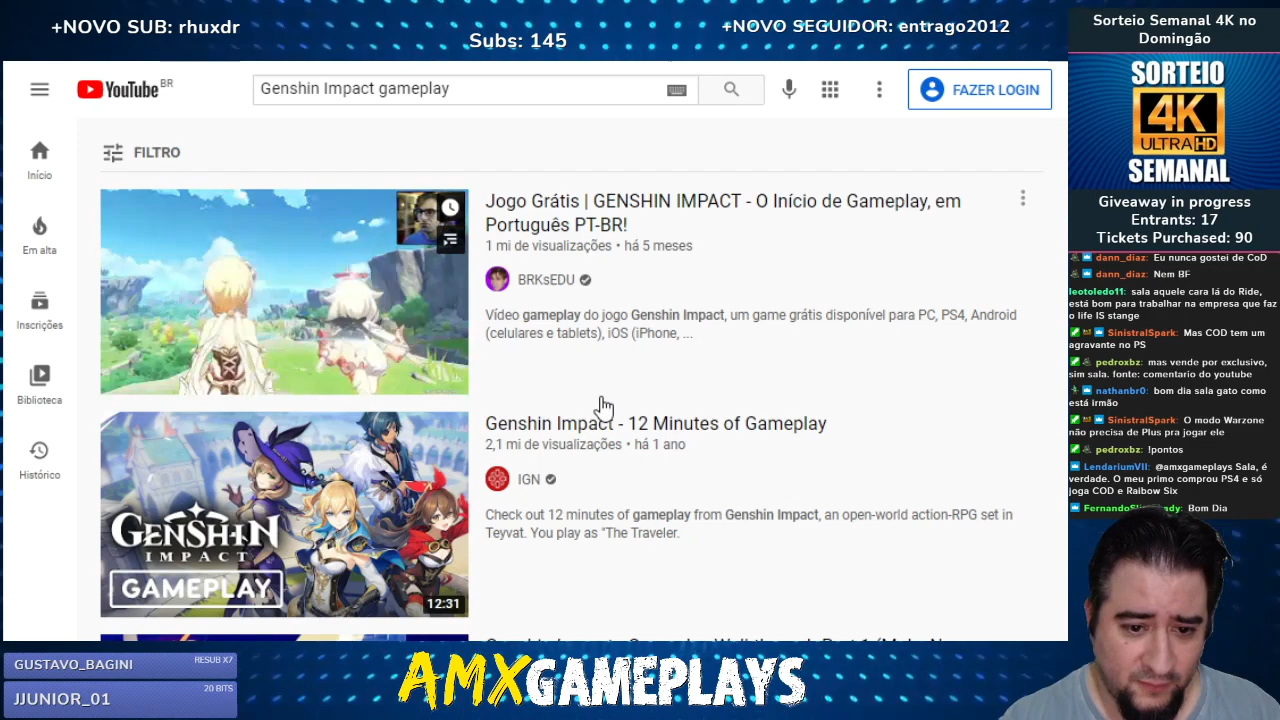 +NOVO SUB: rhuxdr
Subs: 145
+NOVO SEGUIDOR: entrago2012
YouTube BR
Genshin Impact gameplay
FAZER LOGIN
Início
Em alta
Inscrições
Biblioteca
Histórico
FILTRO
Jogo Grátis | GENSHIN IMPACT - O Início de Gameplay, em
Português PT-BR!
1 mi de visualizações • há 5 meses
BRKsEDU
Vídeo gameplay do jogo Genshin Impact, um game grátis disponível para PC, PS4, Android
(celulares e tablets), iOS (iPhone, ...
GENSHIN
IMPACT
GAMEPLAY
12:31
Genshin Impact - 12 Minutes of Gameplay
2,1 mi de visualizações • há 1 ano
IGN
Check out 12 minutes of gameplay from Genshin Impact, an open-world action-RPG set in
Teyvat. You play as "The Traveler.
Sorteio Semanal 4K no
Domingão
SORTEIO
4K
ULTRA HD
SEMANAL
Giveaway in progress
Entrants: 17
Tickets Purchased: 90
dann_diaz: Eu nunca gostei de CoD
dann_diaz: Nem BF
leotoledo11: sala aquele cara lá do Ride,
está bom para trabalhar na empresa que faz
o life IS stange
SinistralSpark: Mas COD tem um
agravante no PS
pedroxbz: mas vende por exclusivo,
sim sala. fonte: comentario do youtube
nathanbr0: bom dia sala gato como
está irmão
SinistralSpark: O modo Warzone
não precisa de Plus pra jogar ele
pedroxbz: !pontos
LendariumVII: @amxgameplays Sala, é
verdade. O meu primo comprou PS4 e só
joga COD e Raibow Six
Bom Dia
GUSTAVO_BAGINI
RESUB X7
JJUNIOR_01
20 BITS
AMXGAMEPLAYS